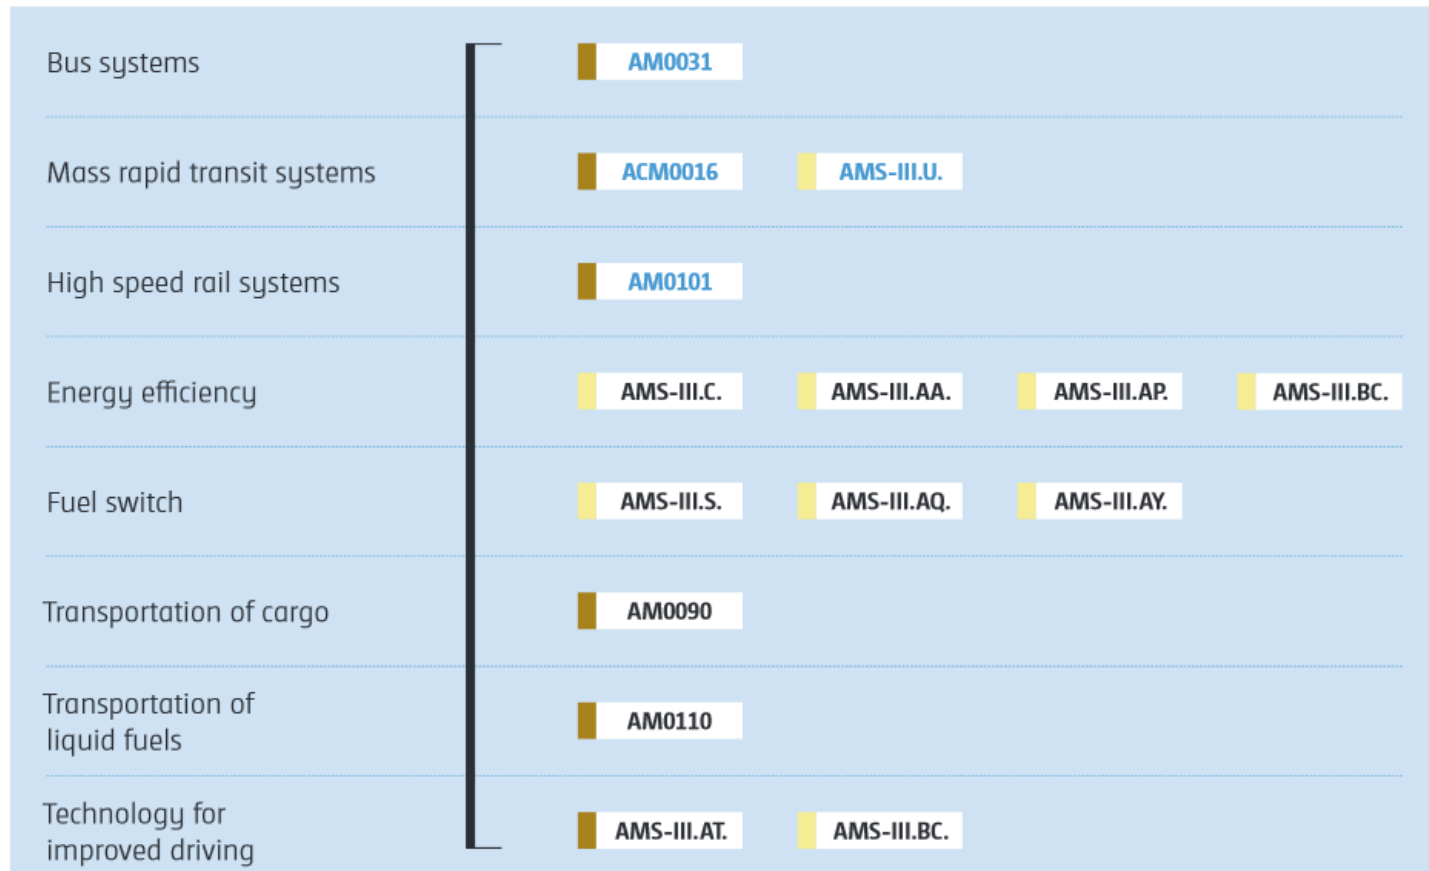 Bus systems
AM0031
Mass rapid transit systems
ACM0016 AMS-III.U.
High speed rail systems
AM0101
Energy efficiency
AMS-III.C. AMS-III.AA. AMS-III.AP. AMS-III.BC.
Fuel switch
AMS-III.S. AMS-III.AQ. AMS-III.AY.
Transportation of cargo
AM0090
Transportation of
liquid fuels
AM0110
Technology for
improved driving
AMS-III.AT. AMS-III.BC.